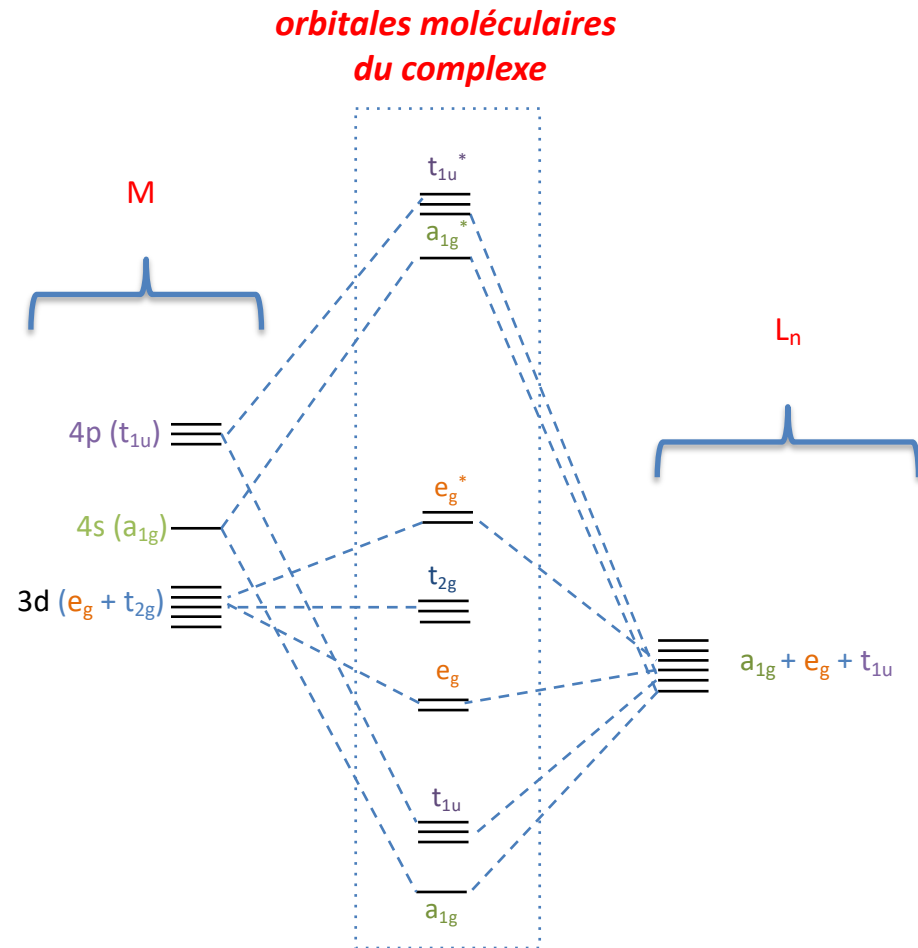 orbitales moléculaires
du complexe
t1u*
M
a1g*
Ln
4p (t1u)
eg*
4s (a1g)
t2g
3d (eg + t2g)
a1g + eg + t1u
eg
t1u
a1g